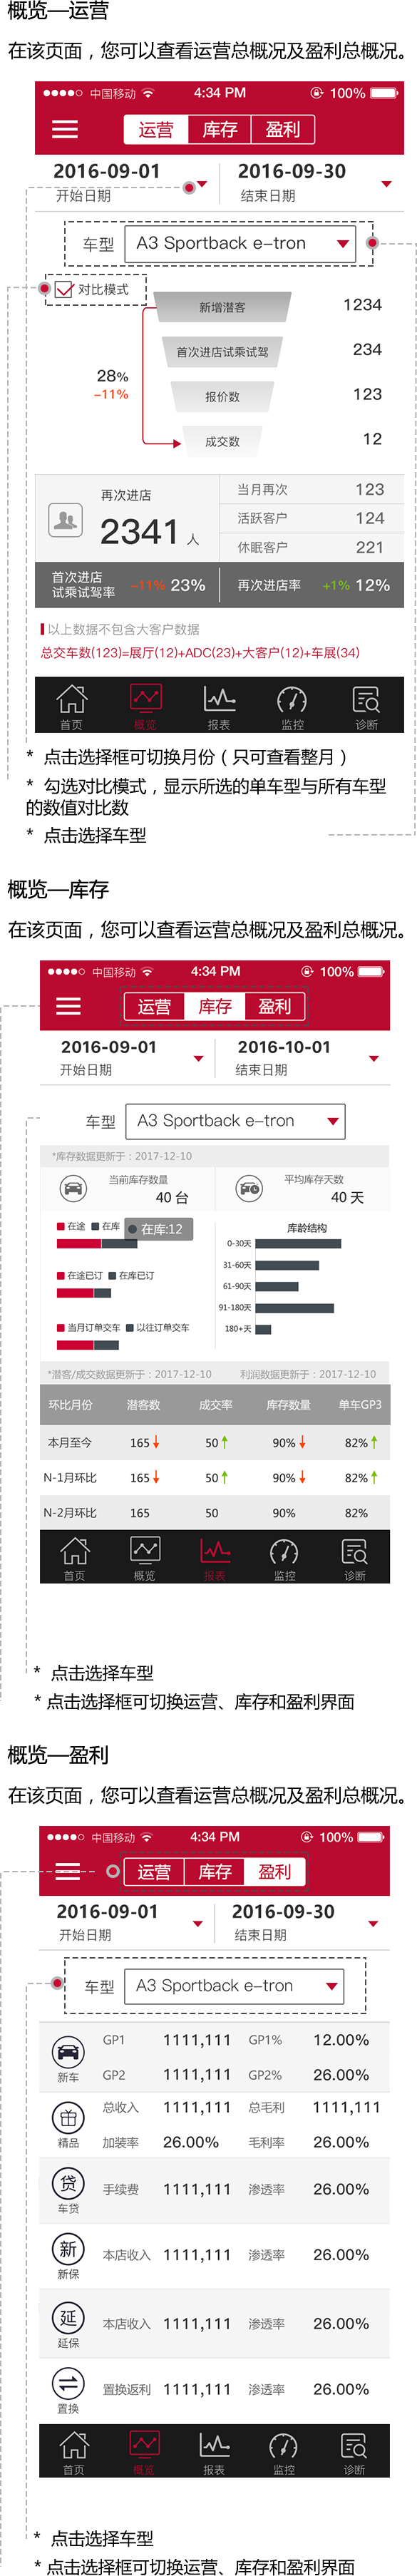 概览—运营
在该页面，您可以查看运营总概况及盈利总概况。
中国移动 4:34 PM 100%
运营 库存 盈利
2016-09-01 2016-09-30
开始日期 结束日期
车型 A3 Sportback e-tron
对比模式
新增潜客 1234
首次进店试乘试驾 234
28%
-11%
报价数 123
成交数 12
再次进店
2341 人
当月再次 123
活跃客户 124
休眠客户 221
首次进店
试乘试驾率 -11% 23% 再次进店率 +1% 12%
以上数据不包含大客户数据
总交车数(123)=展厅(12)+ADC(23)+大客户(12)+车展(34)
首页 概览 报表 监控 诊断
* 点击选择框可切换月份（只可查看整月）
* 勾选对比模式，显示所选的单车型与所有车型
的数值对比数
* 点击选择车型
概览—库存
在该页面，您可以查看运营总概况及盈利总概况。
中国移动 4:34 PM 100%
运营 库存 盈利
2016-09-01 2016-10-01
开始日期 结束日期
车型 A3 Sportback e-tron
*库存数据更新于：2017-12-10
当前库存数量 平均库存天数
40 台 40 天
在途 在库 在库:12
在途已订 在库已订
当月订单交车 以往订单交车
库龄结构
0-30天
31-60天
61-90天
91-180天
180+天
*潜客/成交数据更新于：2017-12-10 利润数据更新于：2017-12-10
环比月份 潜客数 成交率 库存数量 单车GP3
本月至今 165 ↓ 50 ↑ 90% ↓ 82% ↑
N-1月环比 165 ↓ 50 ↑ 90% ↓ 82% ↑
N-2月环比 165 50 90% 82%
首页 概览 报表 监控 诊断
* 点击选择车型
* 点击选择框可切换运营、库存和盈利界面
概览—盈利
在该页面，您可以查看运营总概况及盈利总概况。
中国移动 4:34 PM 100%
运营 库存 盈利
2016-09-01 2016-09-30
开始日期 结束日期
车型 A3 Sportback e-tron
GP1 1111,111 GP1% 12.00%
新车
GP2 1111,111 GP2% 26.00%
总收入 1111,111 总毛利 1111,111
精品
加装率 26.00% 毛利率 26.00%
贷
手续费 1111,111 渗透率 26.00%
车贷
新
本店收入 1111,111 渗透率 26.00%
新保
延
本店收入 1111,111 渗透率 26.00%
延保
置换返利 1111,111 渗透率 26.00%
置换
首页 概览 报表 监控 诊断
* 点击选择车型
* 点击选择框可切换运营、库存和盈利界面